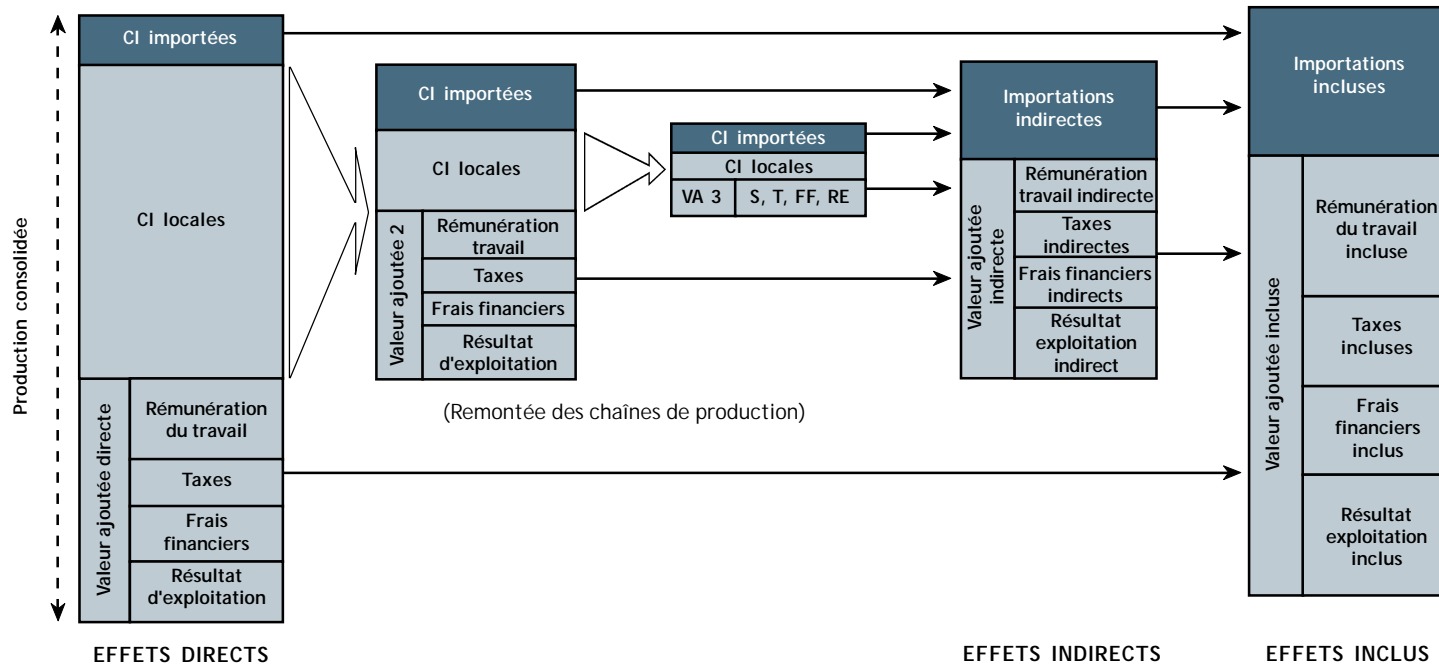 Production consolidée
CI importées
CI locales
Valeur ajoutée directe
Rémunération
du travail
Taxes
Frais
financiers
Résultat
d'exploitation
EFFETS DIRECTS
CI importées
CI locales
Valeur ajoutée 2
Rémunération
travail
Taxes
Frais financiers
Résultat
d'exploitation
CI importées
CI locales
VA 3
S, T, FF, RE
(Remontée des chaînes de production)
Importations
indirectes
Valeur ajoutée
indirecte
Rémunération
travail indirecte
Taxes
indirectes
Frais financiers
indirects
Résultat
exploitation
indirect
EFFETS INDIRECTS
Importations
incluses
Valeur ajoutée incluse
Rémunération
du travail
incluse
Taxes
incluses
Frais
financiers
inclus
Résultat
exploitation
inclus
EFFETS INCLUS